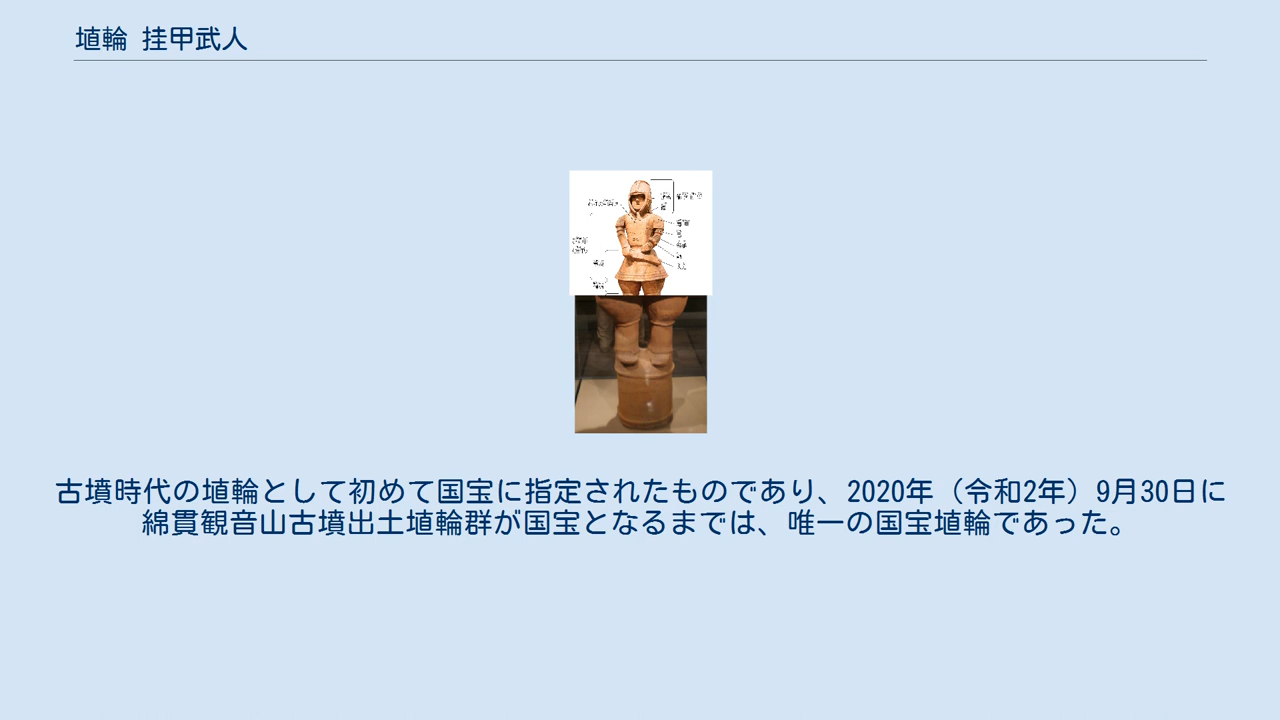 埴輪 挂甲武人
古墳時代の埴輪として初めて国宝に指定されたものであり、2020年（令和2年）9月30日に
綿貫観音山古墳出土埴輪群が国宝となるまでは、唯一の国宝埴輪であった。